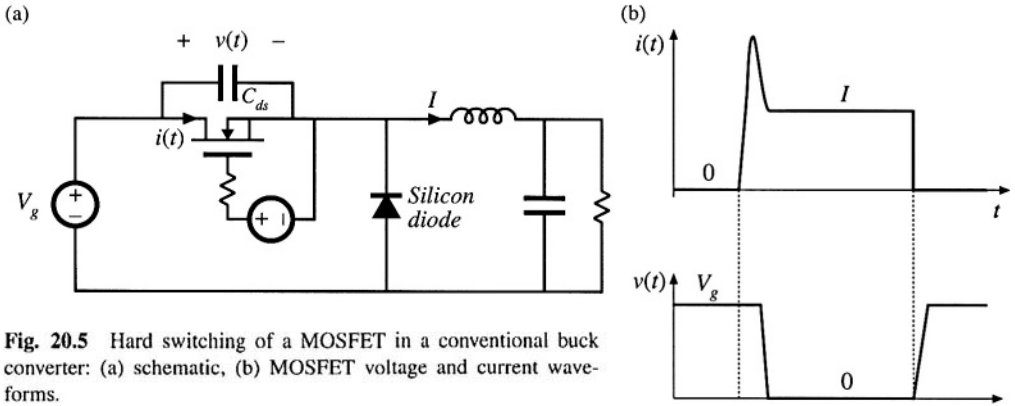 (a)
+ v(t) −
C_ds
i(t)
I
V_g
+
−
+ −
Silicon
diode
Fig. 20.5 Hard switching of a MOSFET in a conventional buck
converter: (a) schematic, (b) MOSFET voltage and current wave-
forms.
(b)
i(t)
I
0
t
v(t)
V_g
0
t